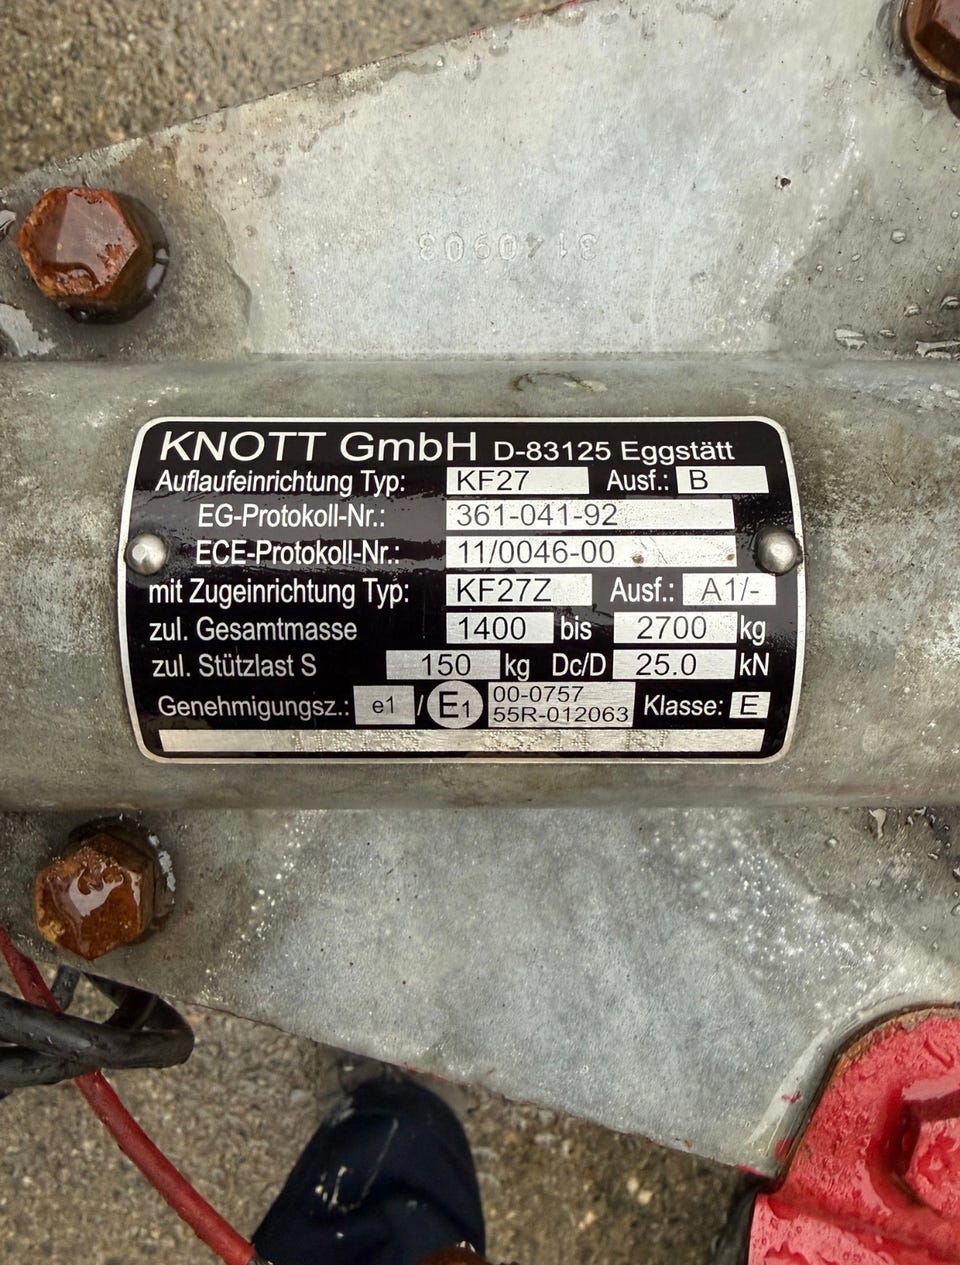 3140903
KNOTT GmbH D-83125 Eggstätt
Auflaufeinrichtung Typ: KF27 Ausf.: B
EG-Protokoll-Nr.: 361-041-92
ECE-Protokoll-Nr.: 11/0046-00
mit Zugeinrichtung Typ: KF27Z Ausf.: A1/-
zul. Gesamtmasse 1400 bis 2700 kg
zul. Stützlast S 150 kg Dc/D 25.0 kN
Genehmigungsz.: e1 / E1 00-0757 55R-012063 Klasse: E